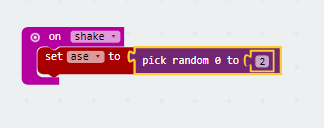 on shake
set ase to pick random 0 to 2